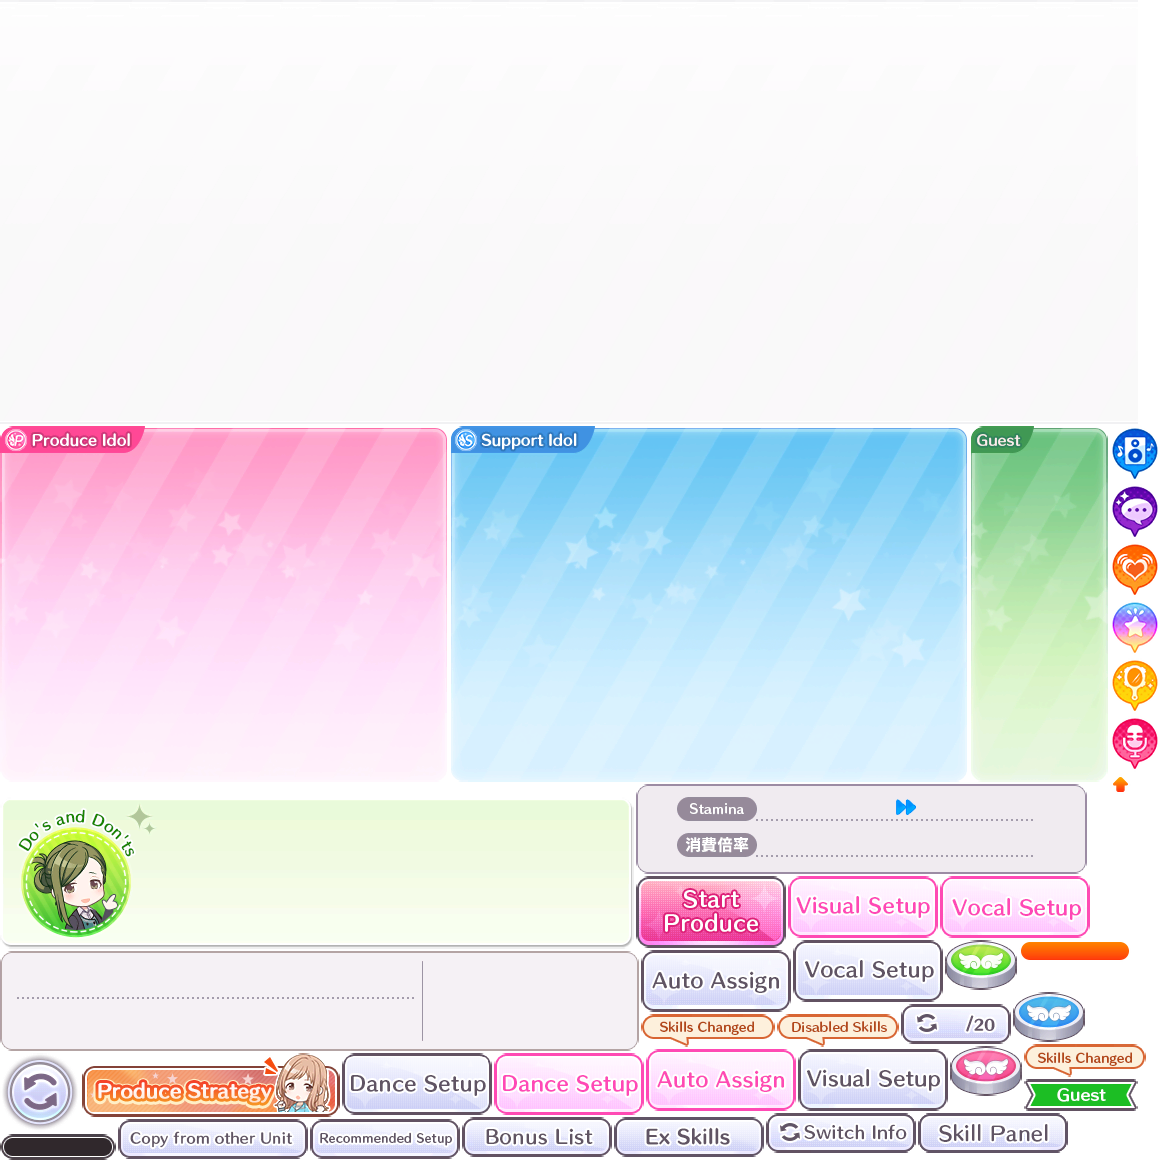 Produce Idol
Support Idol
Guest
Do's and Don'ts
Stamina
消費倍率
Start
Produce
Visual Setup
Vocal Setup
Auto Assign
Vocal Setup
Skills Changed
Disabled Skills
/20
Produce Strategy
Dance Setup
Dance Setup
Auto Assign
Visual Setup
Skills Changed
Guest
Copy from other Unit
Recommended Setup
Bonus List
Ex Skills
Switch Info
Skill Panel